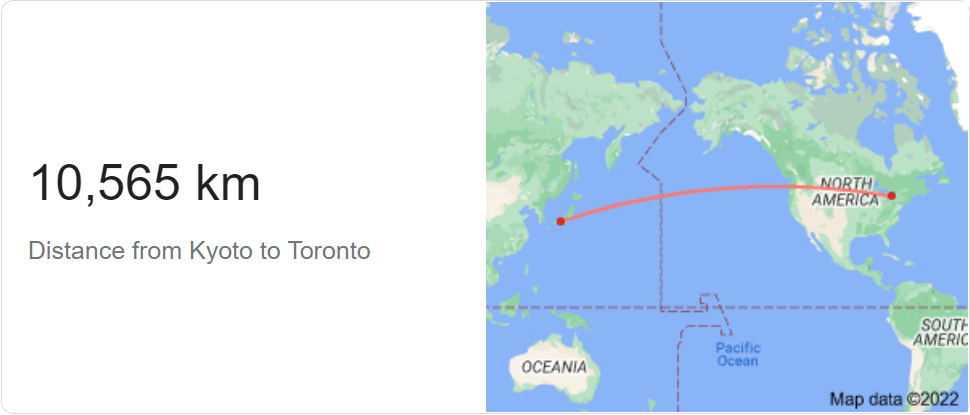 10,565 km
Distance from Kyoto to Toronto
NORTH
AMERICA
Pacific
Ocean
OCEANIA
SOUTH
AMERIC
Map data ©2022